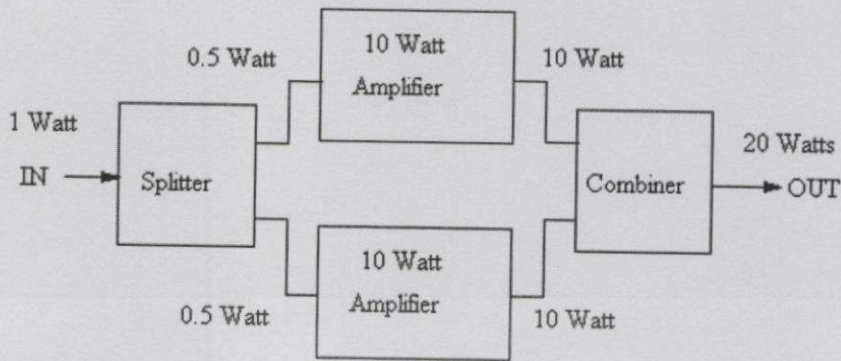 10 Watt
Amplifier
0.5 Watt
10 Watt
1 Watt
IN
Splitter
Combiner
20 Watts
OUT
10 Watt
Amplifier
0.5 Watt
10 Watt